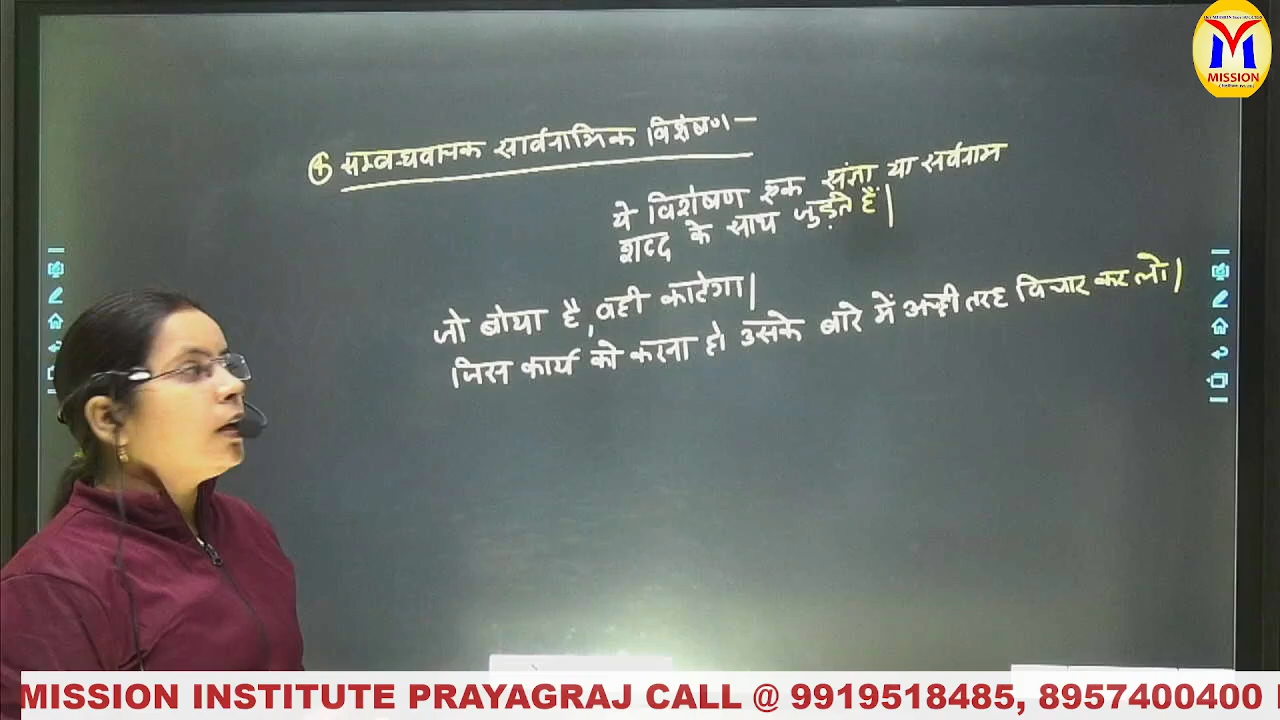 ④ सम्बन्धवाचक सार्वनामिक विशेषण —
ये विशेषण एक संज्ञा या सर्वनाम
शब्द के साथ जुड़ते हैं|
जो बोया है, वही काटेगा|
जिस कार्य को करना हो उसके बारे में अच्छी तरह विचार कर लो|
MISSION
MISSION INSTITUTE PRAYAGRAJ CALL @ 9919518485, 8957400400